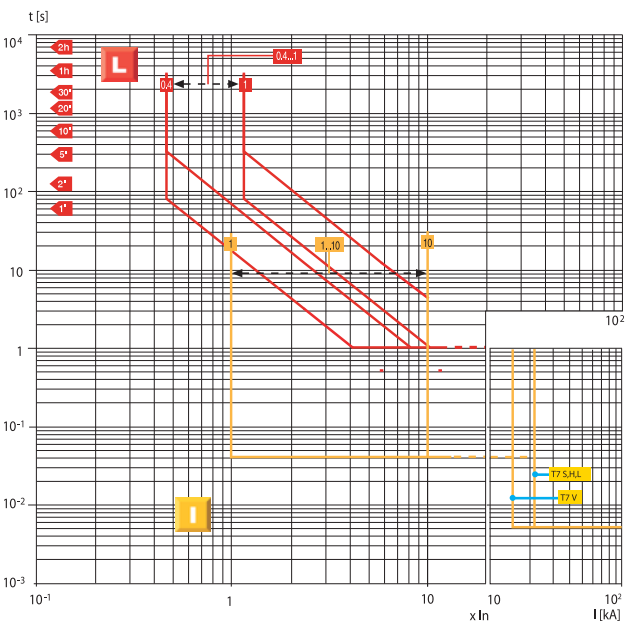 t [s]
10⁴
2h
L
0.4...1
1h
0.4
1
30'
20'
10³
10'
5'
10²
2'
1'
1
1...10
10
10
10²
1
10⁻¹
T7 S,H,L
T7 V
10⁻²
I
10⁻³
10⁻¹
1
10
10
10²
x In
I [kA]